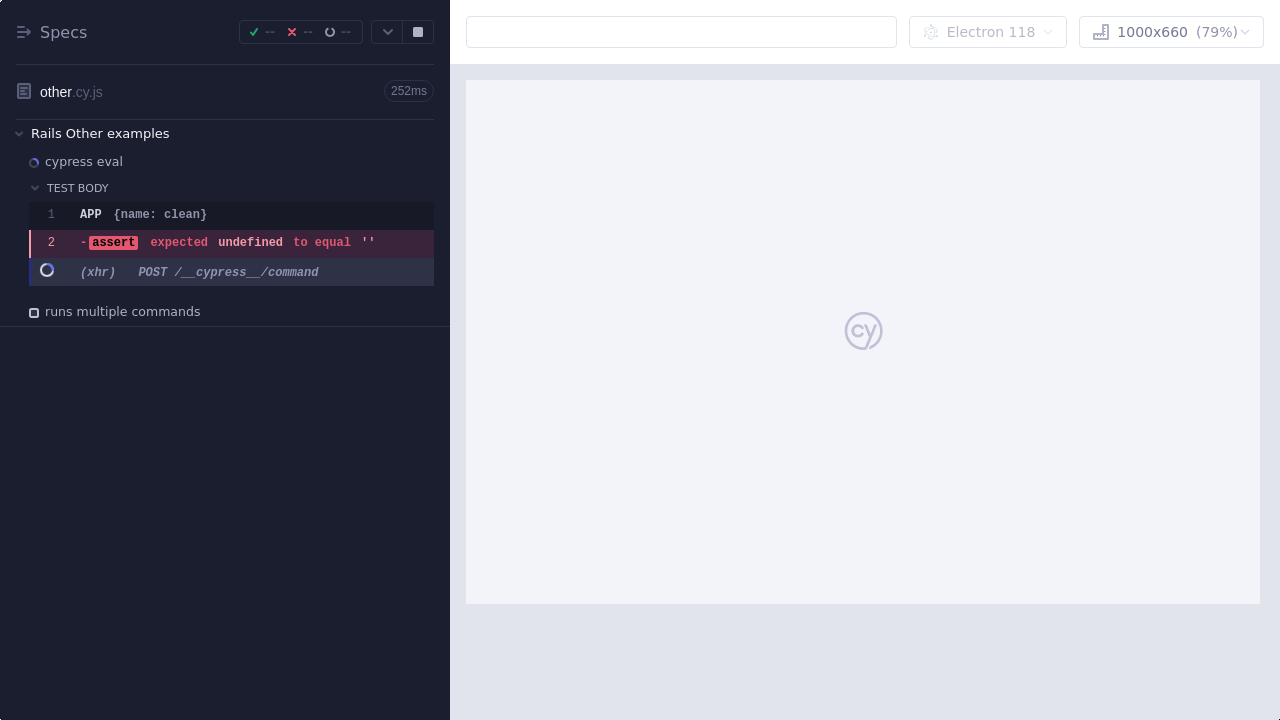 Specs
-- -- --
other.cy.js 252ms
Rails Other examples
cypress eval
TEST BODY
1 APP {name: clean}
2 -assert expected undefined to equal ''
(xhr) POST /__cypress__/command
runs multiple commands
Electron 118
1000x660 (79%)
cy